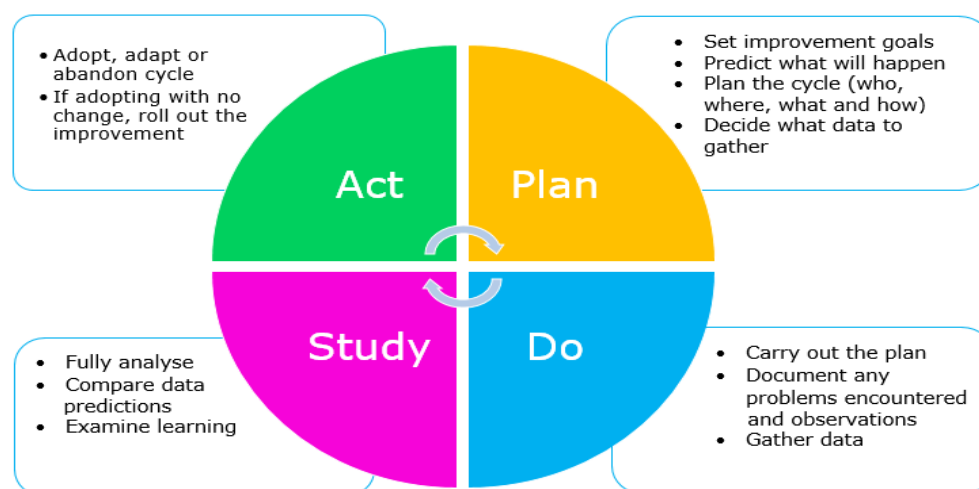 • Adopt, adapt or
abandon cycle
• If adopting with no
change, roll out the
improvement
• Set improvement goals
• Predict what will happen
• Plan the cycle (who,
where, what and how)
• Decide what data to
gather
Act
Plan
Study
Do
• Fully analyse
• Compare data
predictions
• Examine learning
• Carry out the plan
• Document any
problems encountered
and observations
• Gather data